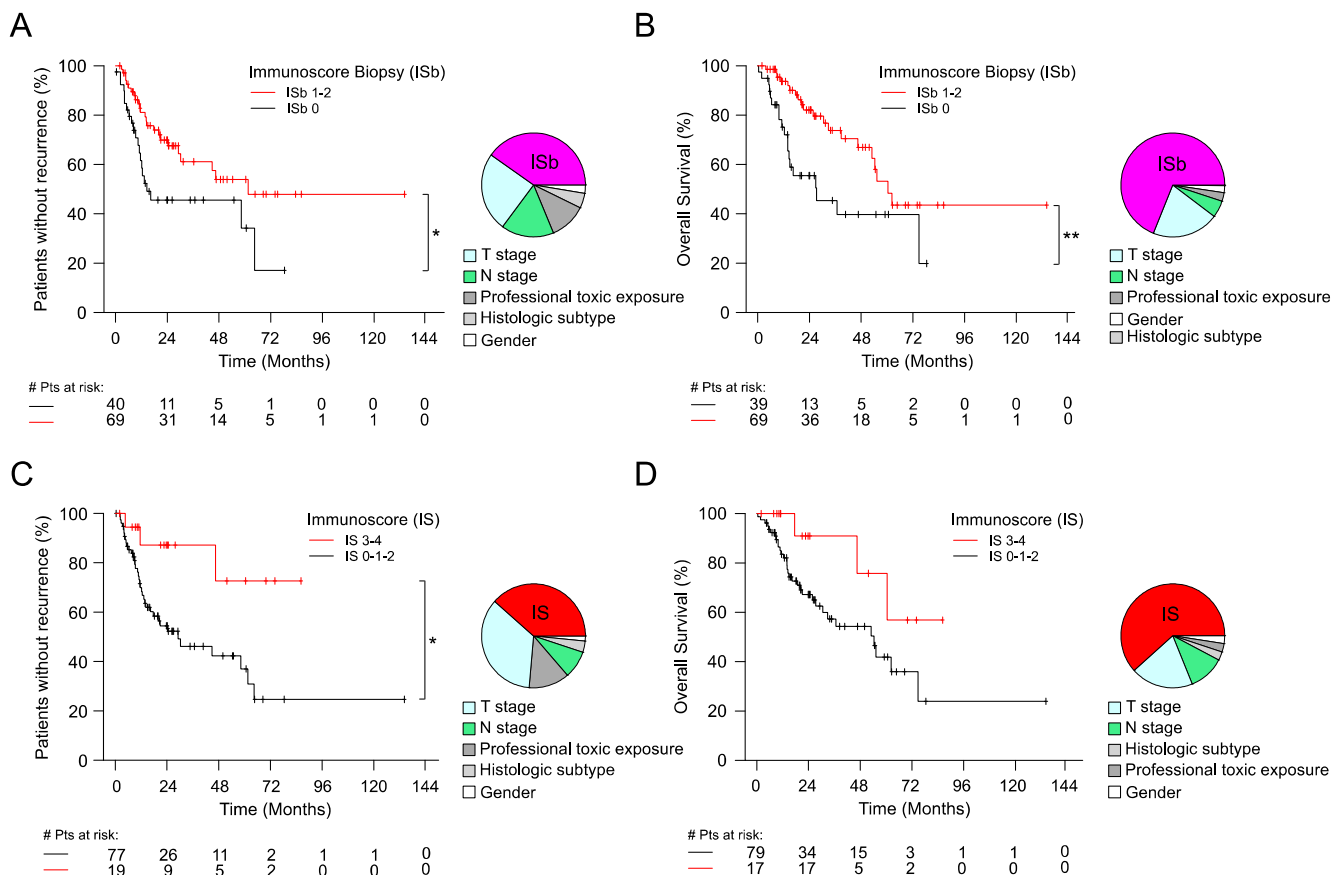 A
Patients without recurrence (%)
100
80
60
40
20
0
Immunoscore Biopsy (ISb)
ISb 1-2
ISb 0
*
0 24 48 72 96 120 144
Time (Months)
ISb
T stage
N stage
Professional toxic exposure
Histologic subtype
Gender
# Pts at risk:
40 11 5 1 0 0 0
69 31 14 5 1 1 0
B
Overall Survival (%)
100
80
60
40
20
0
Immunoscore Biopsy (ISb)
ISb 1-2
ISb 0
**
0 24 48 72 96 120 144
Time (Months)
ISb
T stage
N stage
Professional toxic exposure
Gender
Histologic subtype
# Pts at risk:
39 13 5 2 0 0 0
69 36 18 5 1 1 0
C
Patients without recurrence (%)
100
80
60
40
20
0
Immunoscore (IS)
IS 3-4
IS 0-1-2
*
0 24 48 72 96 120 144
Time (Months)
IS
T stage
N stage
Professional toxic exposure
Histologic subtype
Gender
# Pts at risk:
77 26 11 2 1 1 0
19 9 5 2 0 0 0
D
Overall Survival (%)
100
80
60
40
20
0
Immunoscore (IS)
IS 3-4
IS 0-1-2
0 24 48 72 96 120 144
Time (Months)
IS
T stage
N stage
Histologic subtype
Professional toxic exposure
Gender
# Pts at risk:
79 34 15 3 1 1 0
17 17 5 2 0 0 0